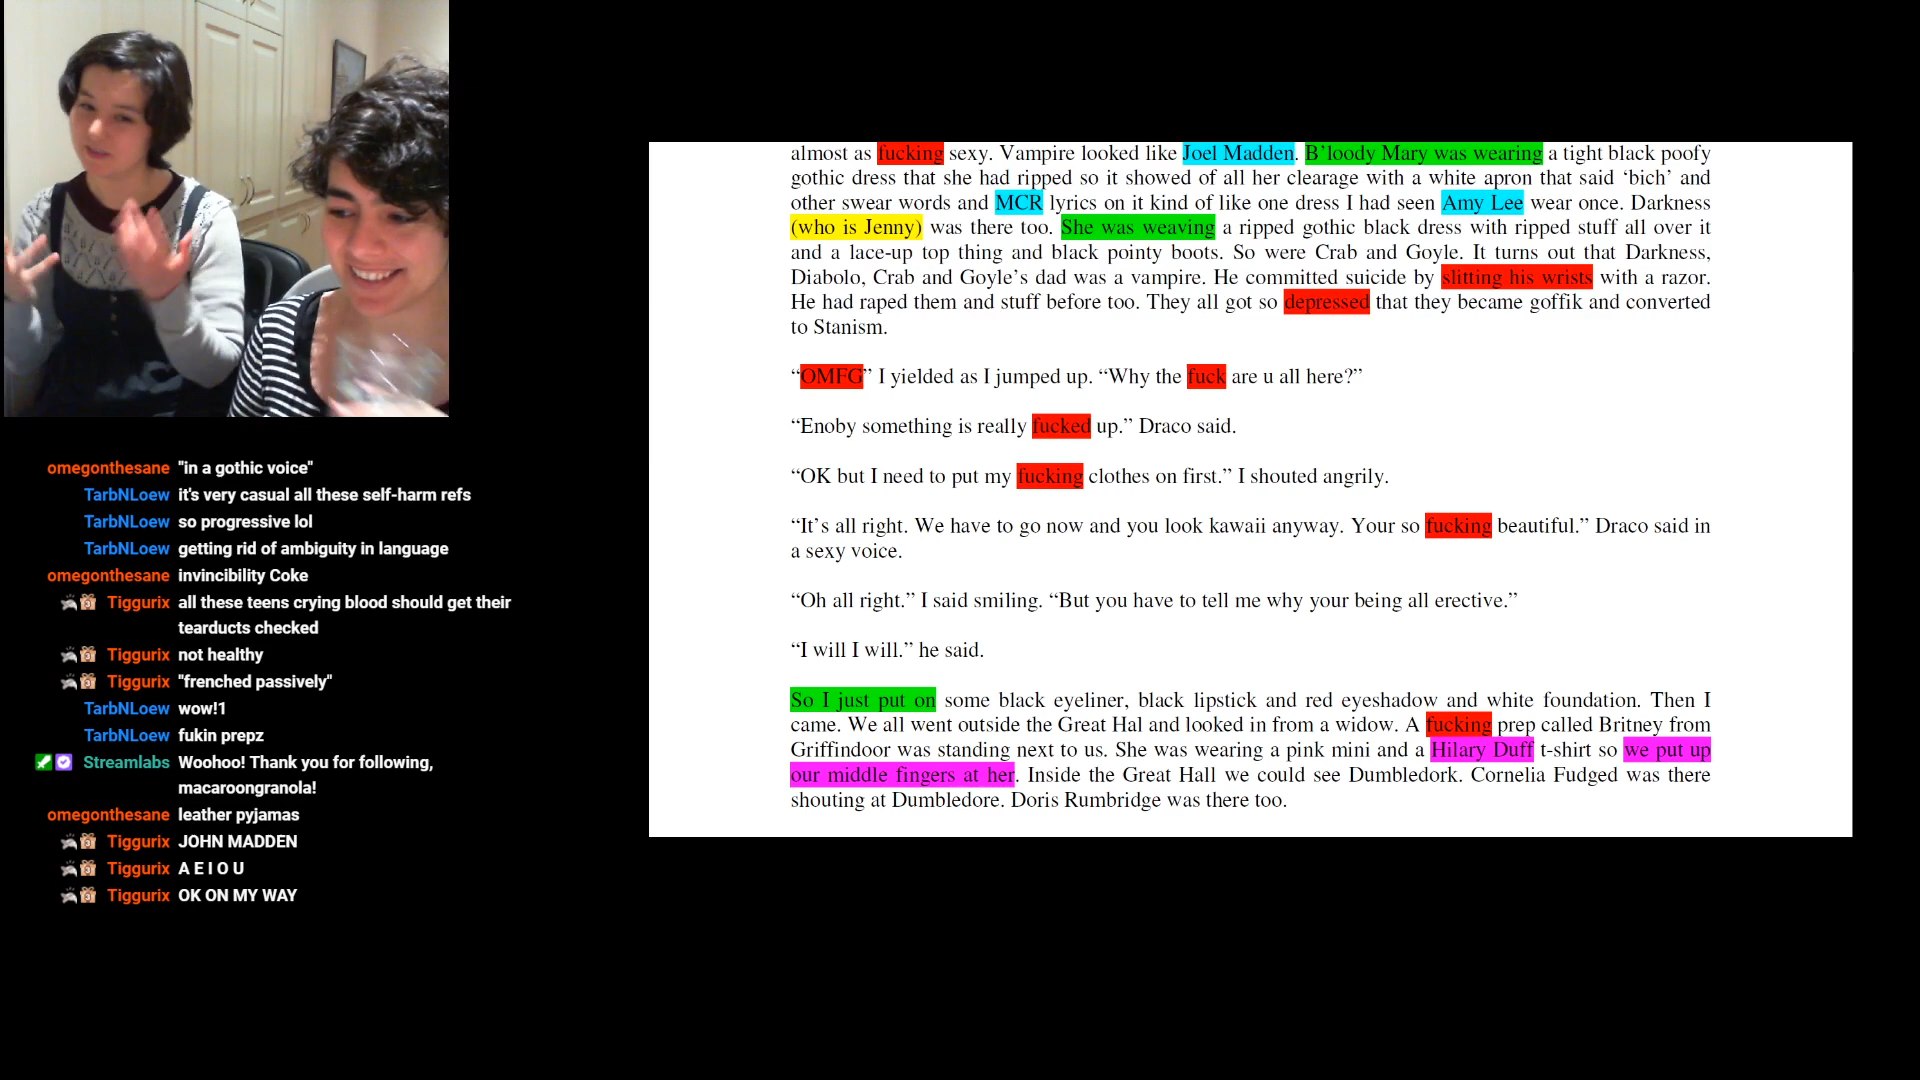 omegonthesane "in a gothic voice"
TarbNLoew it's very casual all these self-harm refs
TarbNLoew so progressive lol
TarbNLoew getting rid of ambiguity in language
omegonthesane invincibility Coke
Tiggurix all these teens crying blood should get their
tearducts checked
Tiggurix not healthy
Tiggurix "frenched passively"
TarbNLoew wow!1
TarbNLoew fukin prepz
Streamlabs Woohoo! Thank you for following,
macaroongranola!
omegonthesane leather pyjamas
Tiggurix JOHN MADDEN
Tiggurix A E I O U
Tiggurix OK ON MY WAY
almost as fucking sexy. Vampire looked like Joel Madden. B’loody Mary was wearing a tight black poofy
gothic dress that she had ripped so it showed of all her clearage with a white apron that said ‘bich’ and
other swear words and MCR lyrics on it kind of like one dress I had seen Amy Lee wear once. Darkness
(who is Jenny) was there too. She was weaving a ripped gothic black dress with ripped stuff all over it
and a lace-up top thing and black pointy boots. So were Crab and Goyle. It turns out that Darkness,
Diabolo, Crab and Goyle’s dad was a vampire. He committed suicide by slitting his wrists with a razor.
He had raped them and stuff before too. They all got so depressed that they became goffik and converted
to Stanism.
“OMFG” I yielded as I jumped up. “Why the fuck are u all here?”
“Enoby something is really fucked up.” Draco said.
“OK but I need to put my fucking clothes on first.” I shouted angrily.
“It’s all right. We have to go now and you look kawaii anyway. Your so fucking beautiful.” Draco said in
a sexy voice.
“Oh all right.” I said smiling. “But you have to tell me why your being all erective.”
“I will I will.” he said.
So I just put on some black eyeliner, black lipstick and red eyeshadow and white foundation. Then I
came. We all went outside the Great Hal and looked in from a widow. A fucking prep called Britney from
Griffindoor was standing next to us. She was wearing a pink mini and a Hilary Duff t-shirt so we put up
our middle fingers at her. Inside the Great Hall we could see Dumbledork. Cornelia Fudged was there
shouting at Dumbledore. Doris Rumbridge was there too.